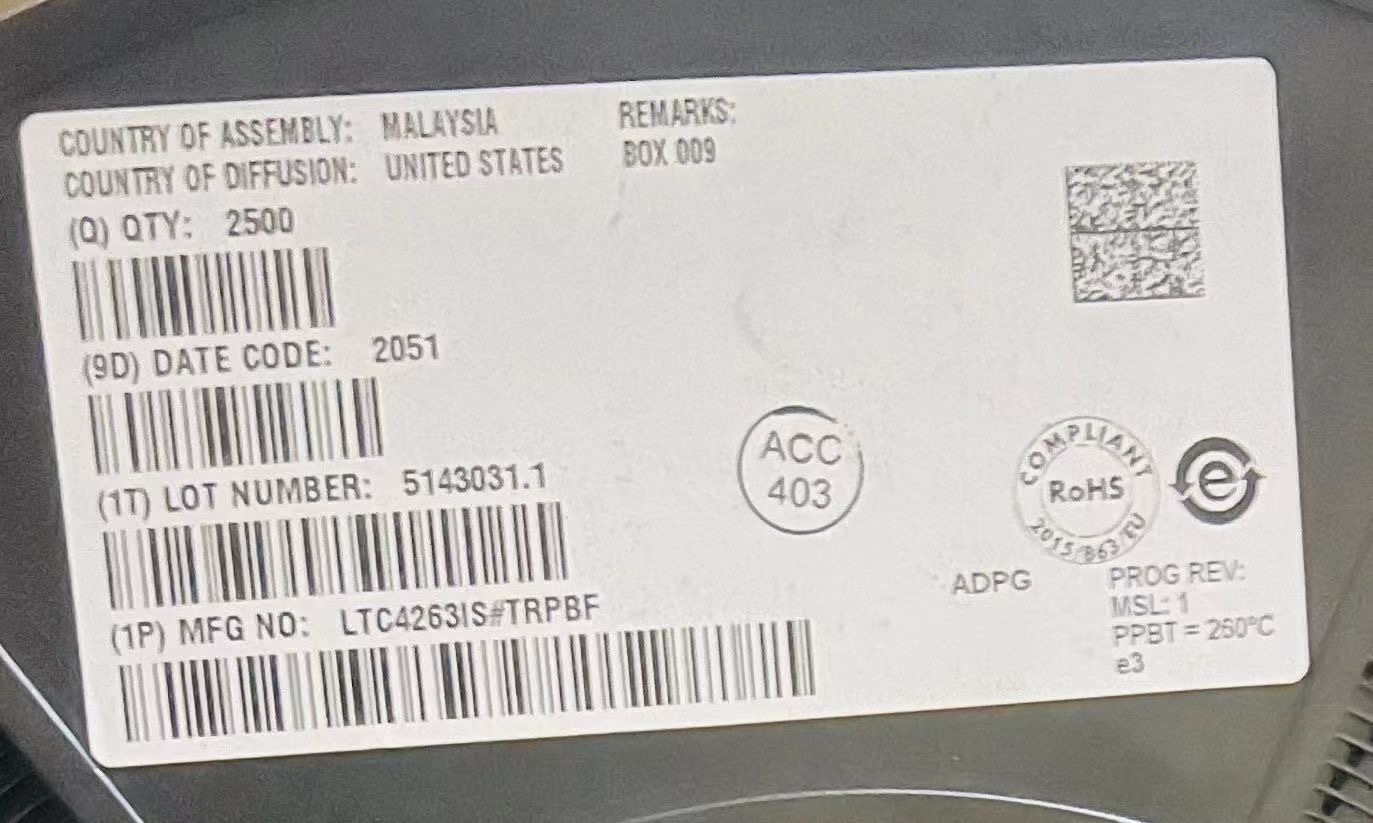 COUNTRY OF ASSEMBLY: MALAYSIA
COUNTRY OF DIFFUSION: UNITED STATES
REMARKS:
BOX 009
(Q) QTY: 2500
(9D) DATE CODE: 2051
(1T) LOT NUMBER: 5143031.1
(1P) MFG NO: LTC4263IS#TRPBF
ACC
403
COMPLIANT
RoHS
2015/863/EU
e
ADPG
PROG REV:
MSL: 1
PPBT = 260°C
e3